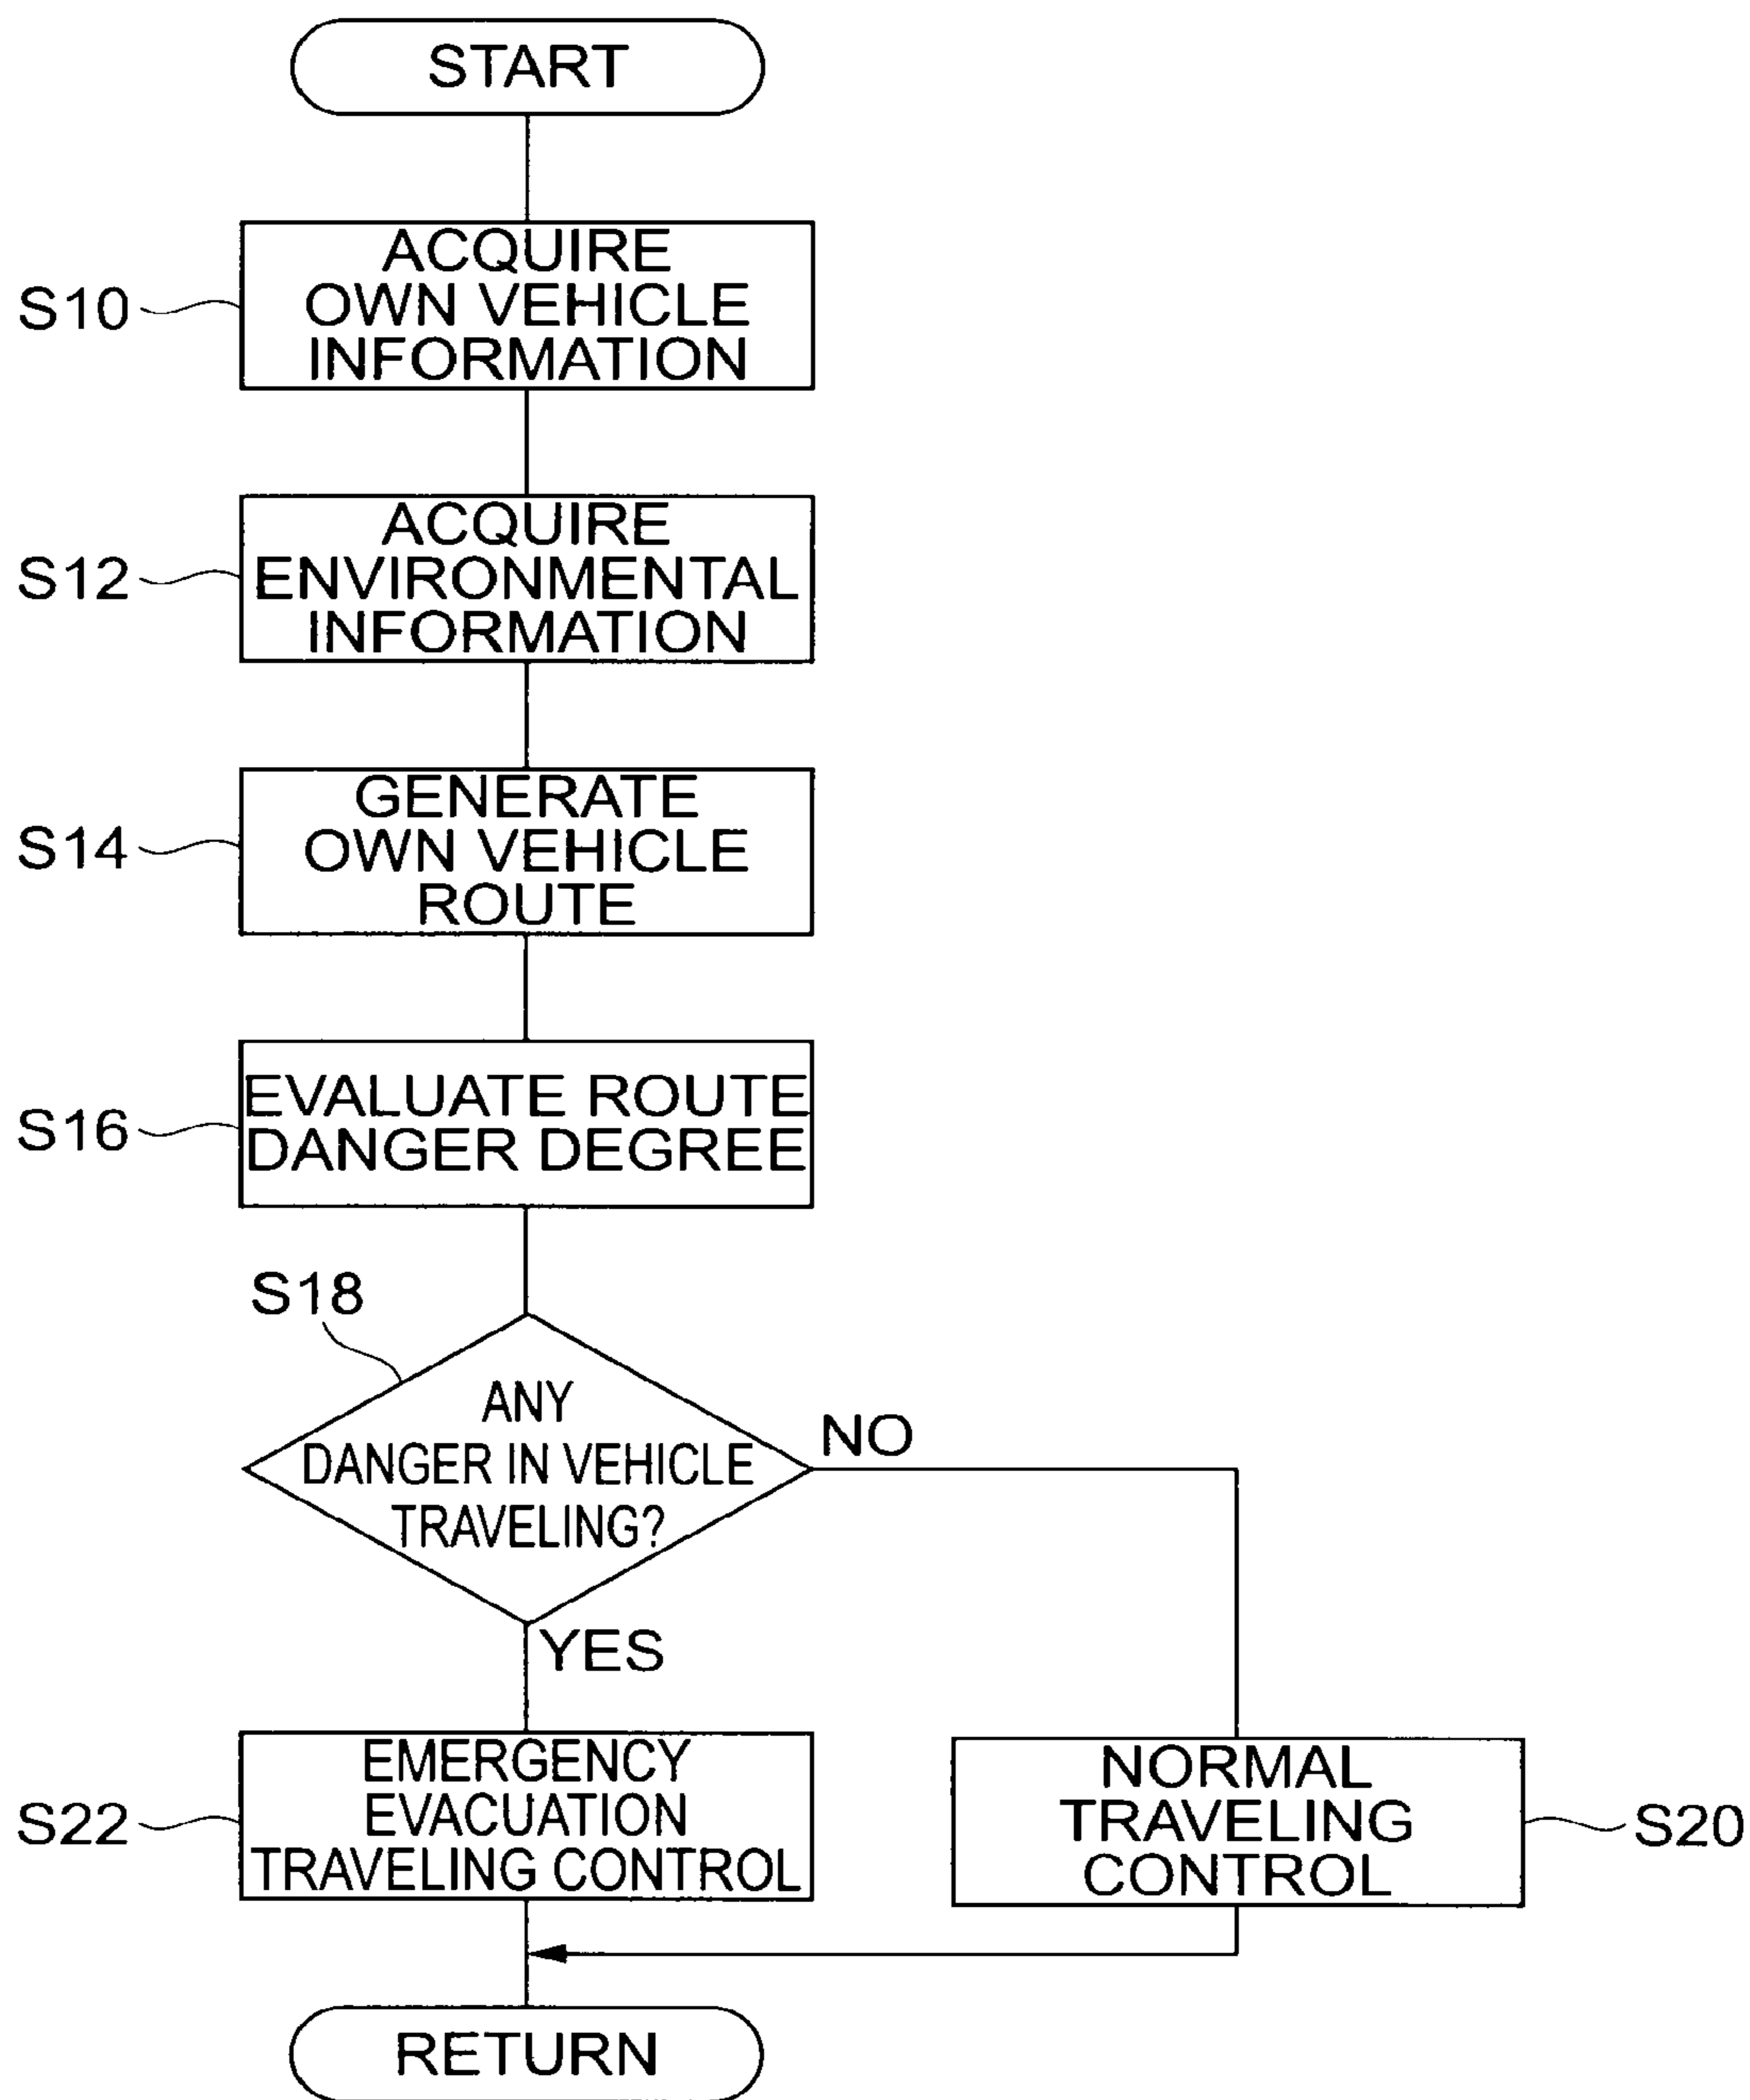 START
S10
ACQUIRE
OWN VEHICLE
INFORMATION
S12
ACQUIRE
ENVIRONMENTAL
INFORMATION
S14
GENERATE
OWN VEHICLE
ROUTE
S16
EVALUATE ROUTE
DANGER DEGREE
S18
ANY
DANGER IN VEHICLE
TRAVELING?
NO
YES
S22
EMERGENCY
EVACUATION
TRAVELING CONTROL
NORMAL
TRAVELING
CONTROL
S20
RETURN